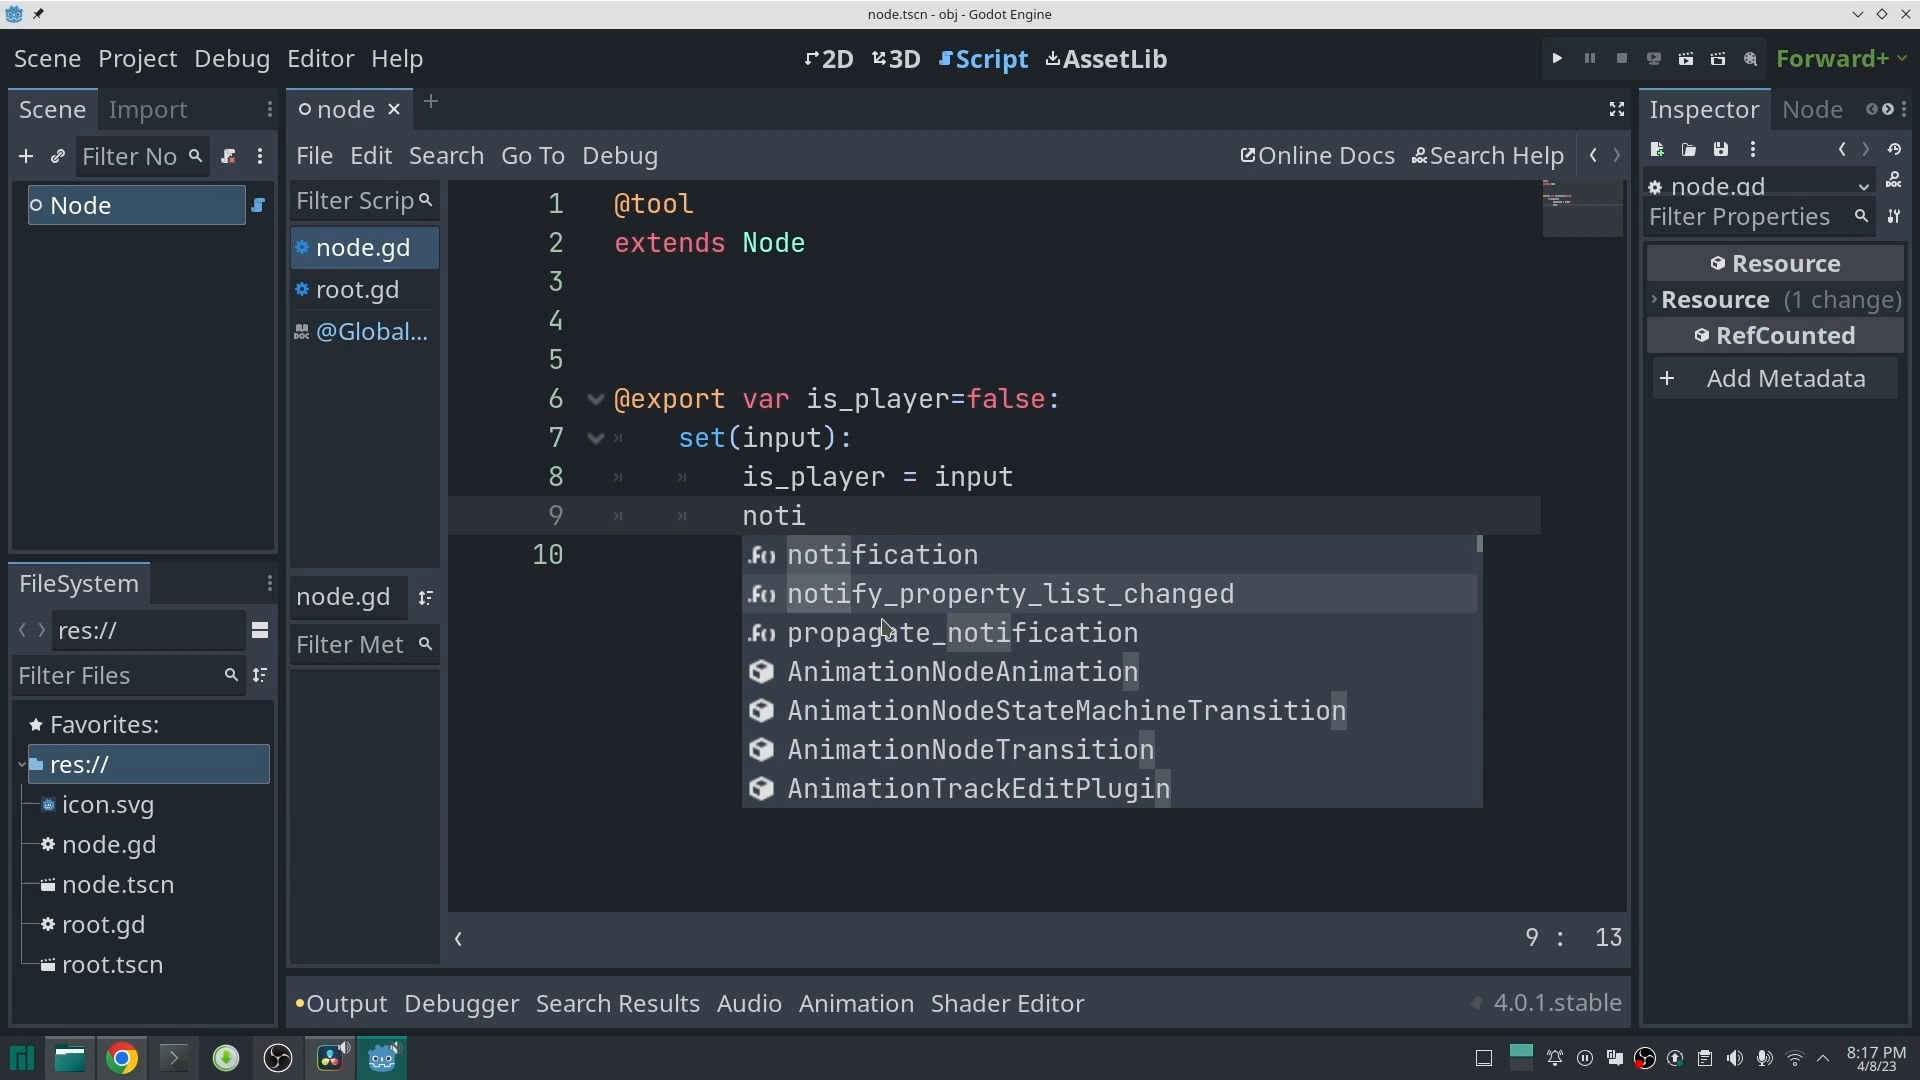 node.tscn - obj - Godot Engine
Scene Project Debug Editor Help
2D 3D Script AssetLib
Forward+
Scene Import
node
Inspector Node
Filter No
File Edit Search Go To Debug
Online Docs Search Help
Filter Scrip
node.gd
Filter Properties
Node
node.gd
root.gd
@Global...
Resource
Resource (1 change)
RefCounted
Add Metadata
1 @tool
2 extends Node
3
4
5
6 @export var is_player=false:
7 set(input):
8 is_player = input
9 noti
10
notification
notify_property_list_changed
propagate_notification
AnimationNodeAnimation
AnimationNodeStateMachineTransition
AnimationNodeTransition
AnimationTrackEditPlugin
node.gd
Filter Met
FileSystem
res://
Filter Files
Favorites:
res://
icon.svg
node.gd
node.tscn
root.gd
root.tscn
9 : 13
Output Debugger Search Results Audio Animation Shader Editor
4.0.1.stable
8:17 PM
4/8/23